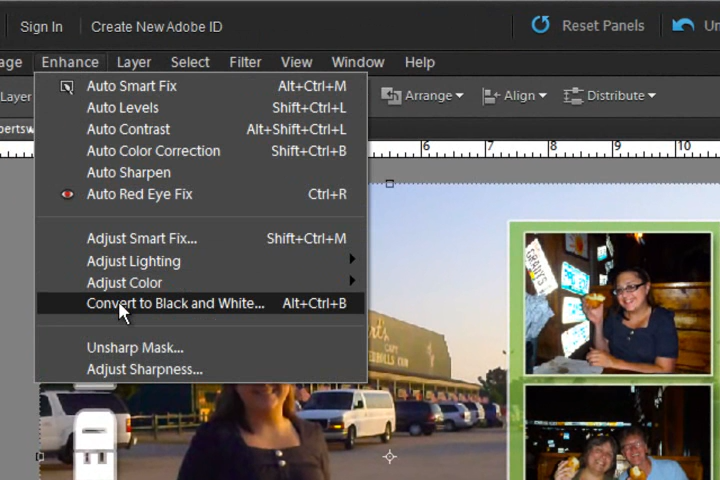 Sign In Create New Adobe ID Reset Panels Un
age Enhance Layer Select Filter View Window Help
Layer Arrange Align Distribute
Auto Smart Fix Alt+Ctrl+M
Auto Levels Shift+Ctrl+L
Auto Contrast Alt+Shift+Ctrl+L
Auto Color Correction Shift+Ctrl+B
Auto Sharpen
Auto Red Eye Fix Ctrl+R
Adjust Smart Fix... Shift+Ctrl+M
Adjust Lighting
Adjust Color
Convert to Black and White... Alt+Ctrl+B
Unsharp Mask...
Adjust Sharpness...
pertsw
6 7 8 9 10